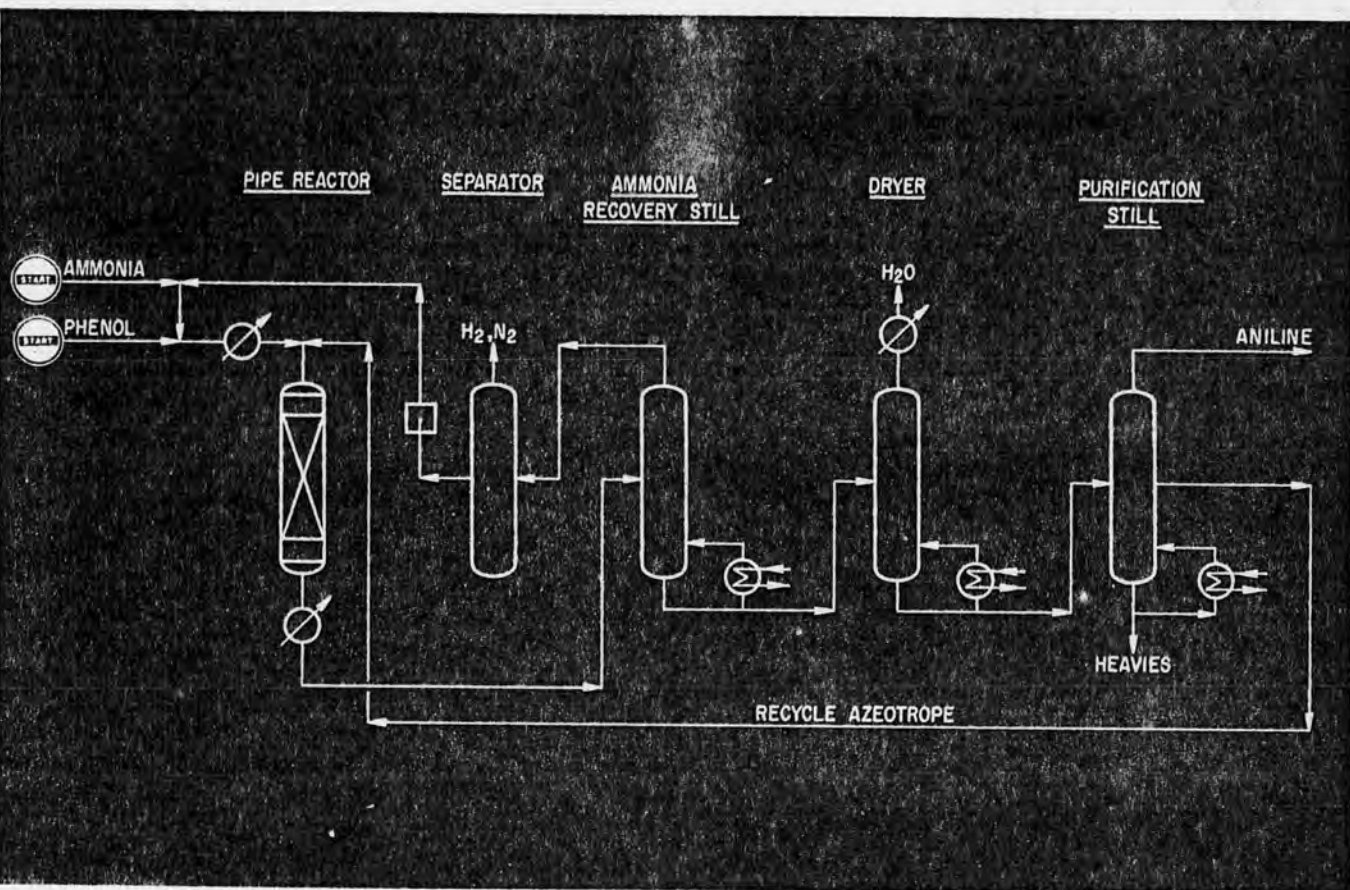 PIPE REACTOR
SEPARATOR
AMMONIA
RECOVERY STILL
DRYER
PURIFICATION
STILL
START
AMMONIA
START
PHENOL
H₂,N₂
H₂O
ANILINE
HEAVIES
RECYCLE AZEOTROPE